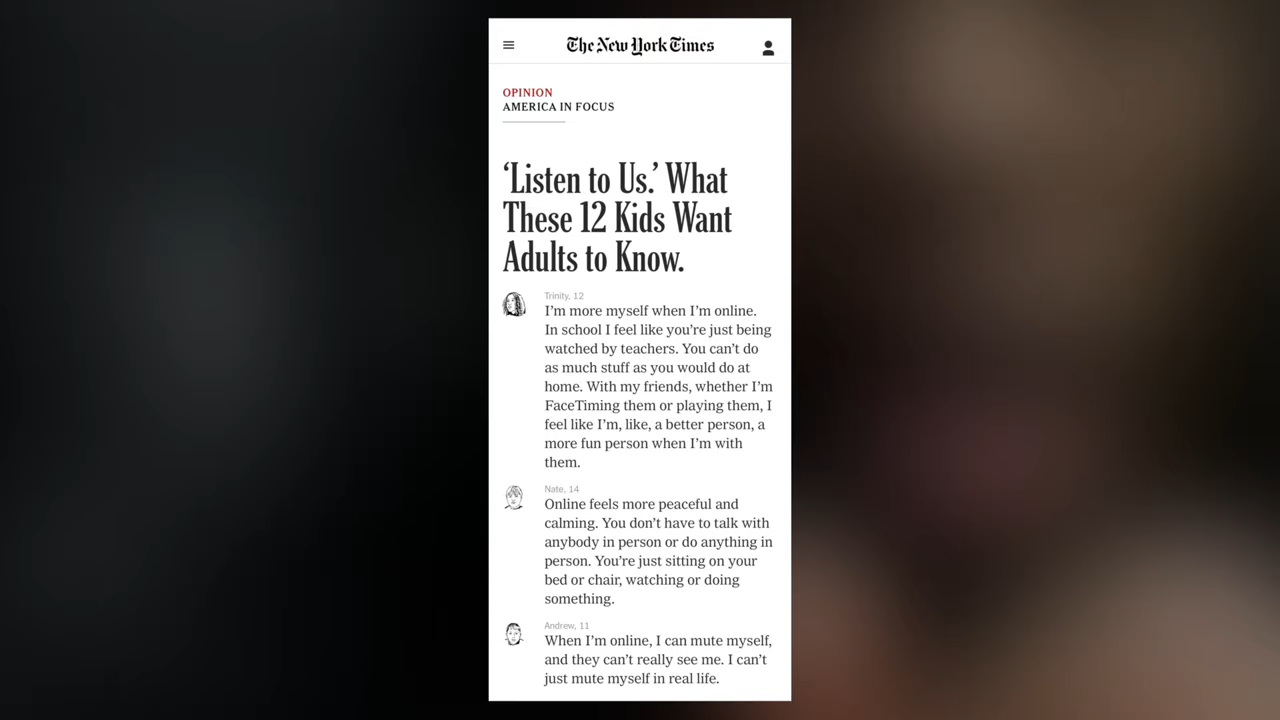 The New York Times
OPINION
AMERICA IN FOCUS
‘Listen to Us.’ What
These 12 Kids Want
Adults to Know.
Trinity, 12
I’m more myself when I’m online.
In school I feel like you’re just being
watched by teachers. You can’t do
as much stuff as you would do at
home. With my friends, whether I’m
FaceTiming them or playing them, I
feel like I’m, like, a better person, a
more fun person when I’m with
them.
Nate, 14
Online feels more peaceful and
calming. You don’t have to talk with
anybody in person or do anything in
person. You’re just sitting on your
bed or chair, watching or doing
something.
Andrew, 11
When I’m online, I can mute myself,
and they can’t really see me. I can’t
just mute myself in real life.